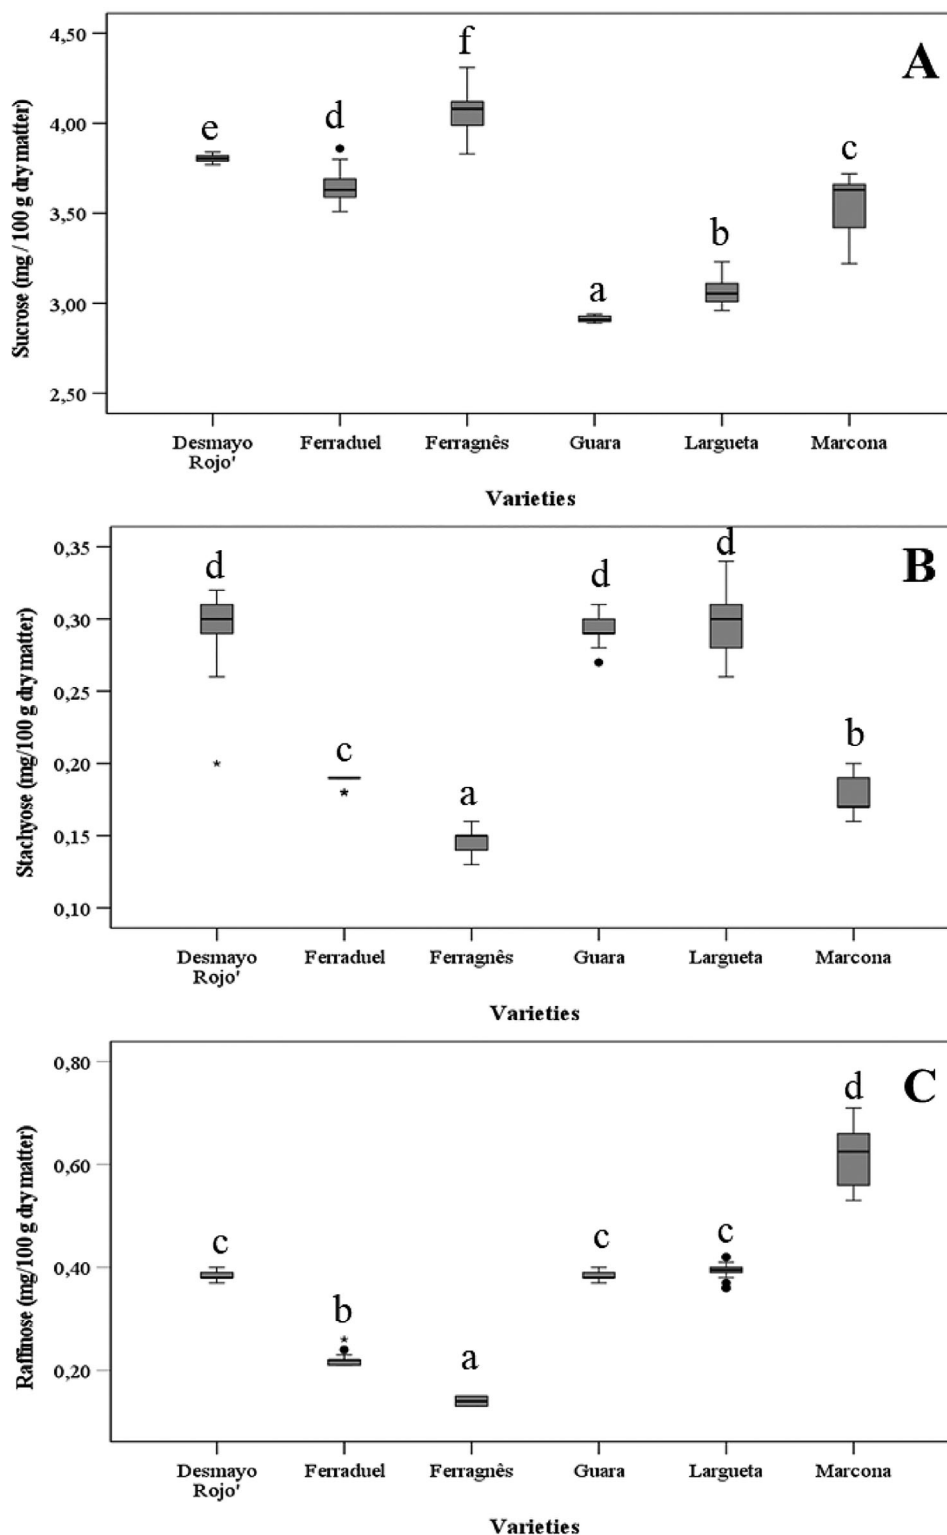 A
Sucrose (mg / 100 g dry matter)
4,50
4,00
3,50
3,00
2,50
e
d
f
a
b
c
Desmayo Ferraduel Ferragnês Guara Largueta Marcona
Rojo'
Varieties
B
Stachyose (mg/100 g dry matter)
0,35
0,30
0,25
0,20
0,15
0,10
d
c
a
d
d
b
Desmayo Ferraduel Ferragnês Guara Largueta Marcona
Rojo'
Varieties
C
Raffinose (mg/100 g dry matter)
0,80
0,60
0,40
0,20
c
b
a
c
c
d
Desmayo Ferraduel Ferragnês Guara Largueta Marcona
Rojo'
Varieties